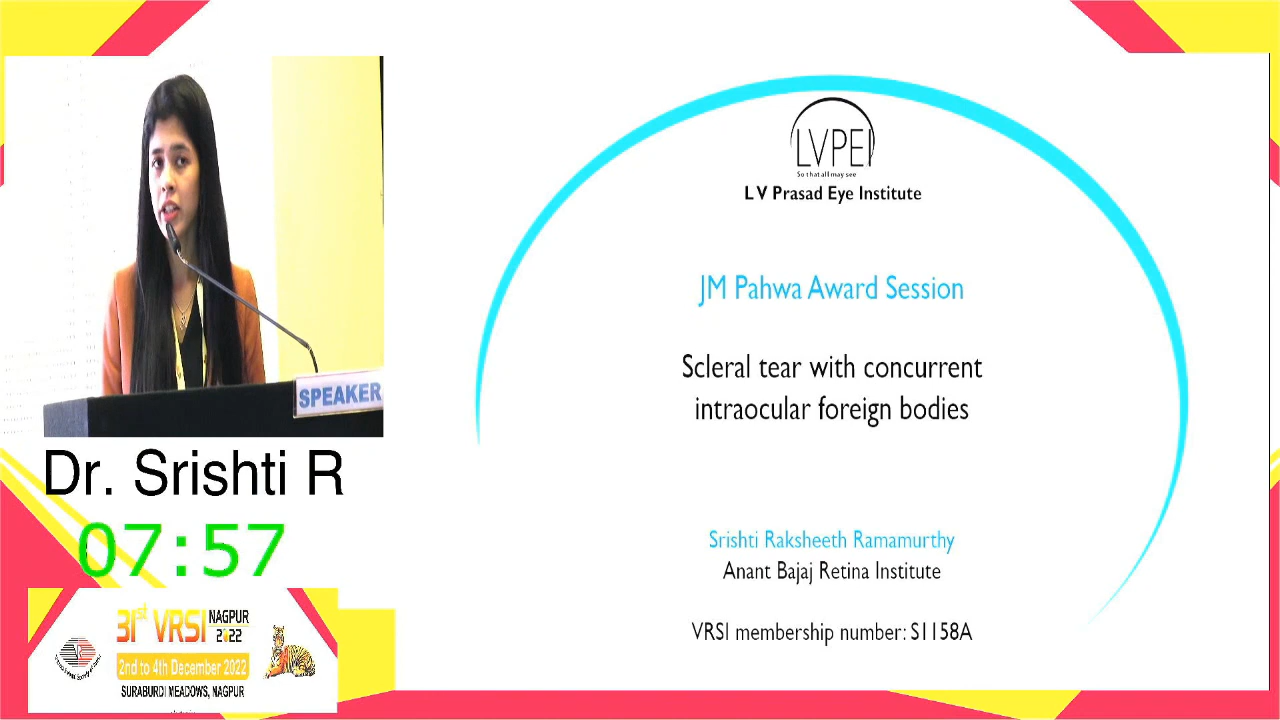 LVPEI
So that all may see
L V Prasad Eye Institute
JM Pahwa Award Session
Scleral tear with concurrent
intraocular foreign bodies
Srishti Raksheeth Ramamurthy
Anant Bajaj Retina Institute
VRSI membership number: S1158A
SPEAKER
Dr. Srishti R
07:57
31st VRSI NAGPUR
2022
2nd to 4th December 2022
SURABURDI MEADOWS, NAGPUR